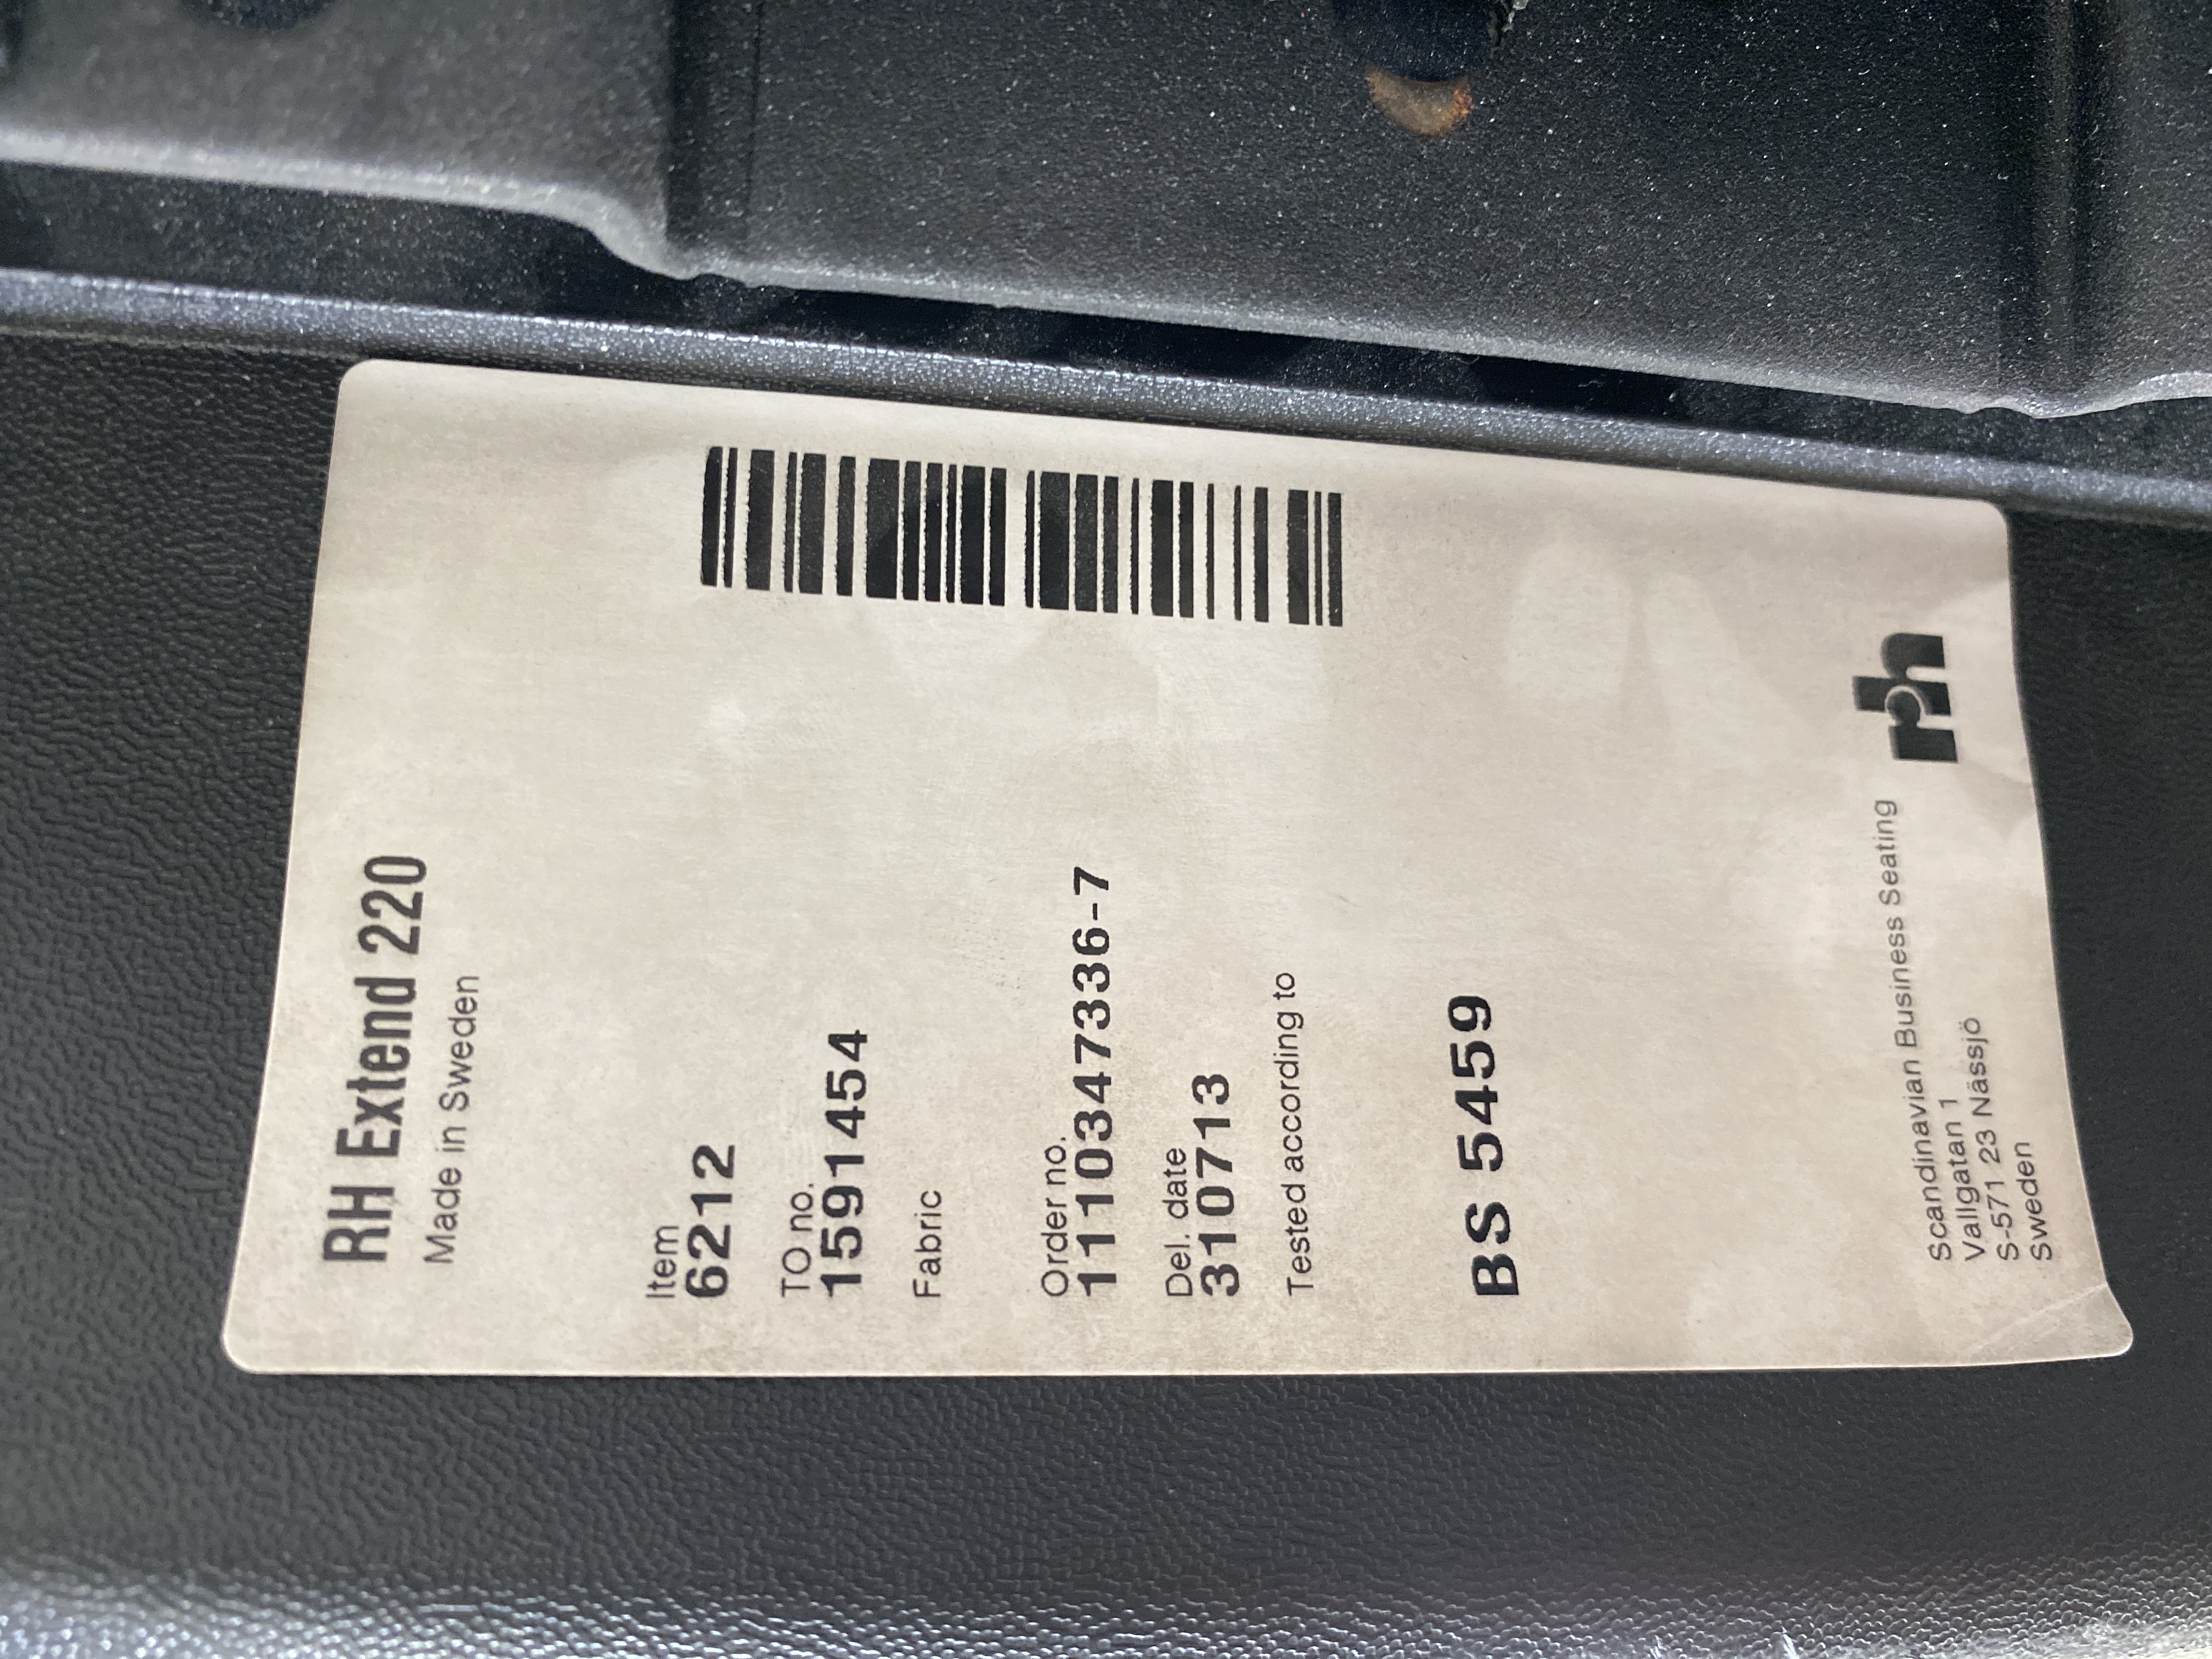 RH Extend 220
Made in Sweden
Item
6212
TO no.
1591454
Fabric
Order no.
1110347336-7
Del. date
310713
Tested according to
BS 5459
Scandinavian Business Seating
Vallgatan 1
S-571 23 Nässjö
Sweden
rh